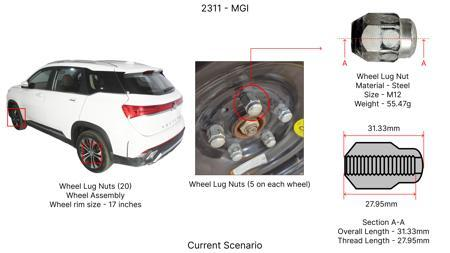 2311 - MGI
A
A
Wheel Lug Nut
Material - Steel
Size - M12
Weight - 55.47g
31.33mm
27.95mm
Section A-A
Overall Length - 31.33mm
Thread Length - 27.95mm
Wheel Lug Nuts (20)
Wheel Assembly
Wheel rim size - 17 inches
Wheel Lug Nuts (5 on each wheel)
Current Scenario